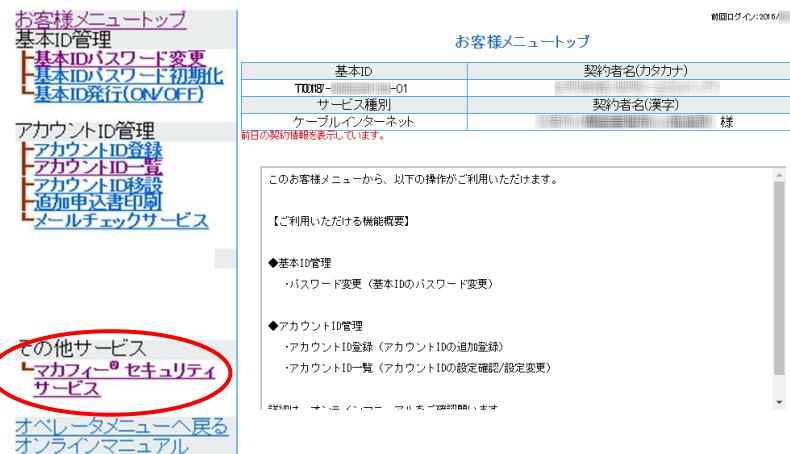 お客様メニュートップ
基本ID管理
基本IDパスワード変更
基本IDパスワード初期化
基本ID発行(ON/OFF)
アカウントID管理
アカウントID登録
アカウントID一覧
アカウントID移設
追加申込書印刷
メールチェックサービス
その他サービス
マカフィー® セキュリティ
サービス
オペレータメニューへ戻る
オンラインマニュアル
前回ログイン:2016/
お客様メニュートップ
基本ID 契約者名(カタカナ)
-01
サービス種別 契約者名(漢字)
ケーブルインターネット 様
前日の契約情報を表示しています。
このお客様メニューから、以下の操作がご利用いただけます。
【ご利用いただける機能概要】
◆基本ID管理
・パスワード変更（基本IDのパスワード変更）
◆アカウントID管理
・アカウントID登録（アカウントIDの追加登録）
・アカウントID一覧（アカウントIDの設定確認/設定変更）